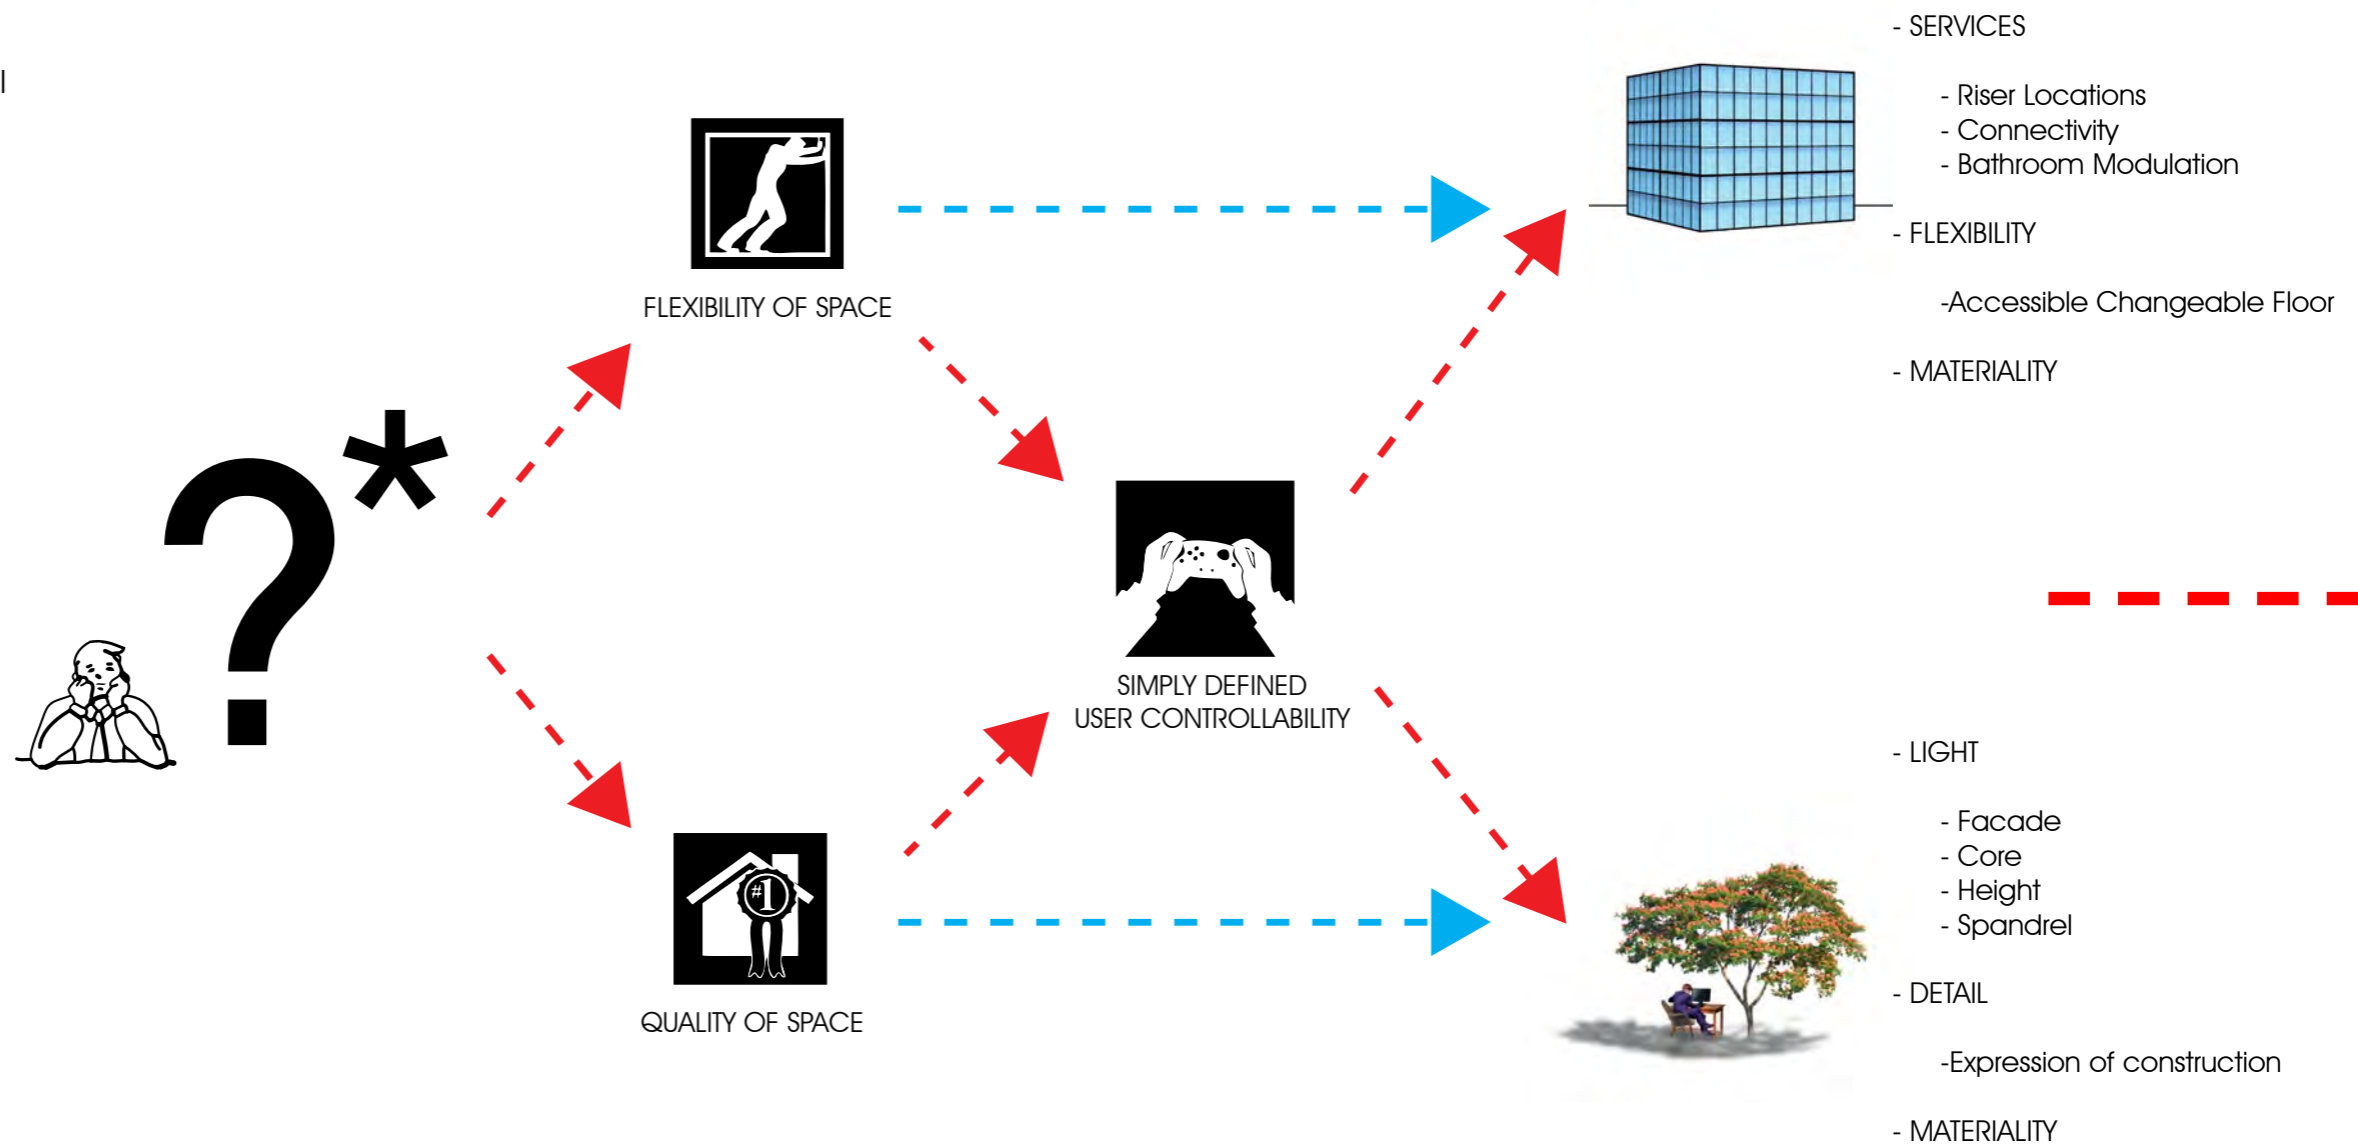 l
?*
FLEXIBILITY OF SPACE
SIMPLY DEFINED
USER CONTROLLABILITY
#1
QUALITY OF SPACE
- SERVICES
- Riser Locations
- Connectivity
- Bathroom Modulation
- FLEXIBILITY
-Accessible Changeable Floor
- MATERIALITY
- LIGHT
- Facade
- Core
- Height
- Spandrel
- DETAIL
-Expression of construction
- MATERIALITY